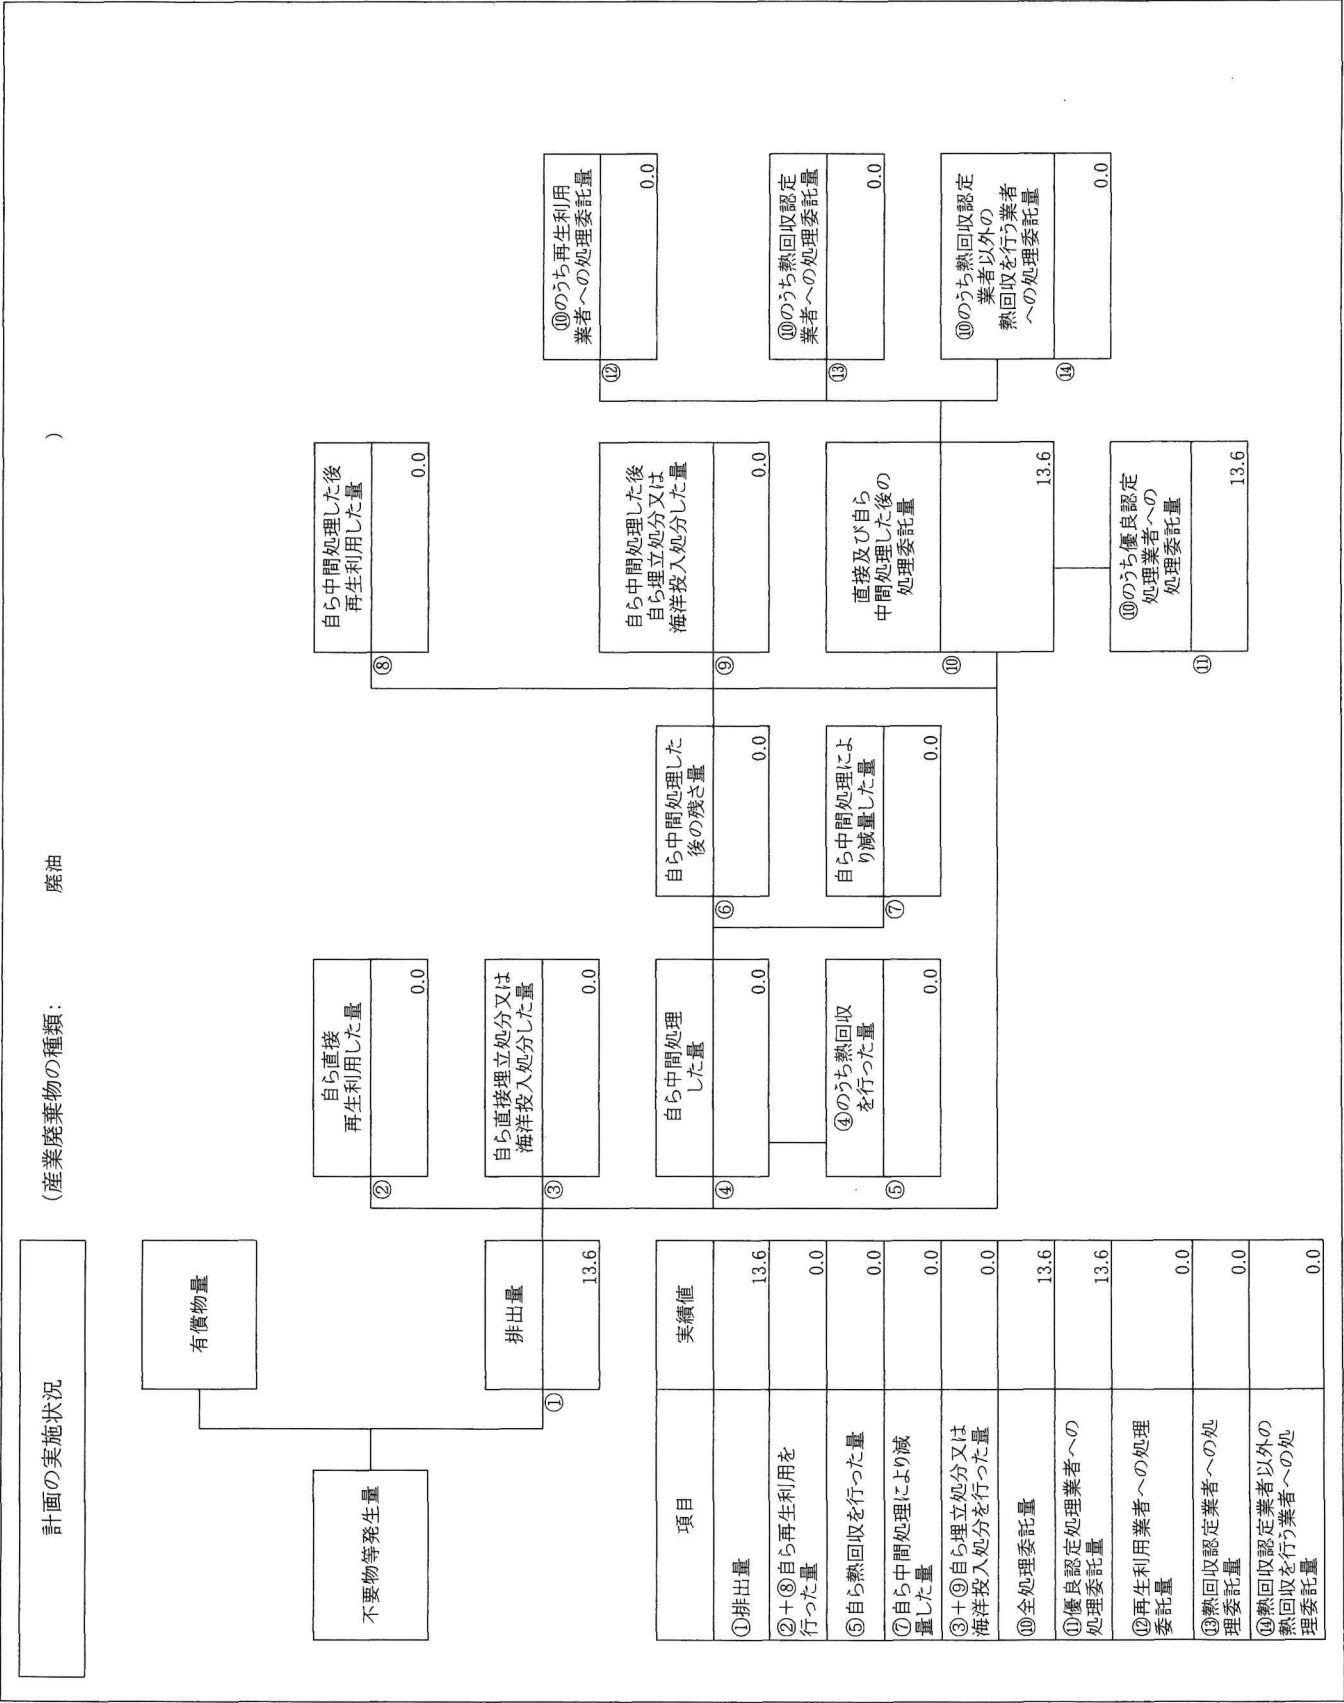 計画の実施状況
(産業廃棄物の種類:
廃油
)
不要物等発生量
有償物量
排出量
①
13.6
自ら直接
再生利用した量
②
0.0
自ら直接埋立処分又は
海洋投入処分した量
③
0.0
自ら中間処理
した量
④
0.0
④のうち熱回収
を行った量
⑤
0.0
自ら中間処理した
後の残さ量
⑥
0.0
自ら中間処理によ
り減量した量
⑦
0.0
自ら中間処理した後
再生利用した量
⑧
0.0
自ら中間処理した後
自ら埋立処分又は
海洋投入処分した量
⑨
0.0
直接及び自ら
中間処理した後の
処理委託量
⑩
13.6
⑩のうち優良認定
処理業者への
処理委託量
⑪
13.6
⑩のうち再生利用
業者への処理委託量
⑫
0.0
⑩のうち熱回収認定
業者への処理委託量
⑬
0.0
⑩のうち熱回収認定
業者以外の
熱回収を行う業者
への処理委託量
⑭
0.0
項目
実績値
①排出量
13.6
②+⑧自ら再生利用を
行った量
0.0
⑤自ら熱回収を行った量
0.0
⑦自ら中間処理により減
量した量
0.0
③+⑨自ら埋立処分又は
海洋投入処分を行った量
0.0
⑩全処理委託量
13.6
⑪優良認定処理業者への
処理委託量
13.6
⑫再生利用業者への処理
委託量
0.0
⑬熱回収認定業者への処
理委託量
0.0
⑭熱回収認定業者以外の
熱回収を行う業者への処
理委託量
0.0